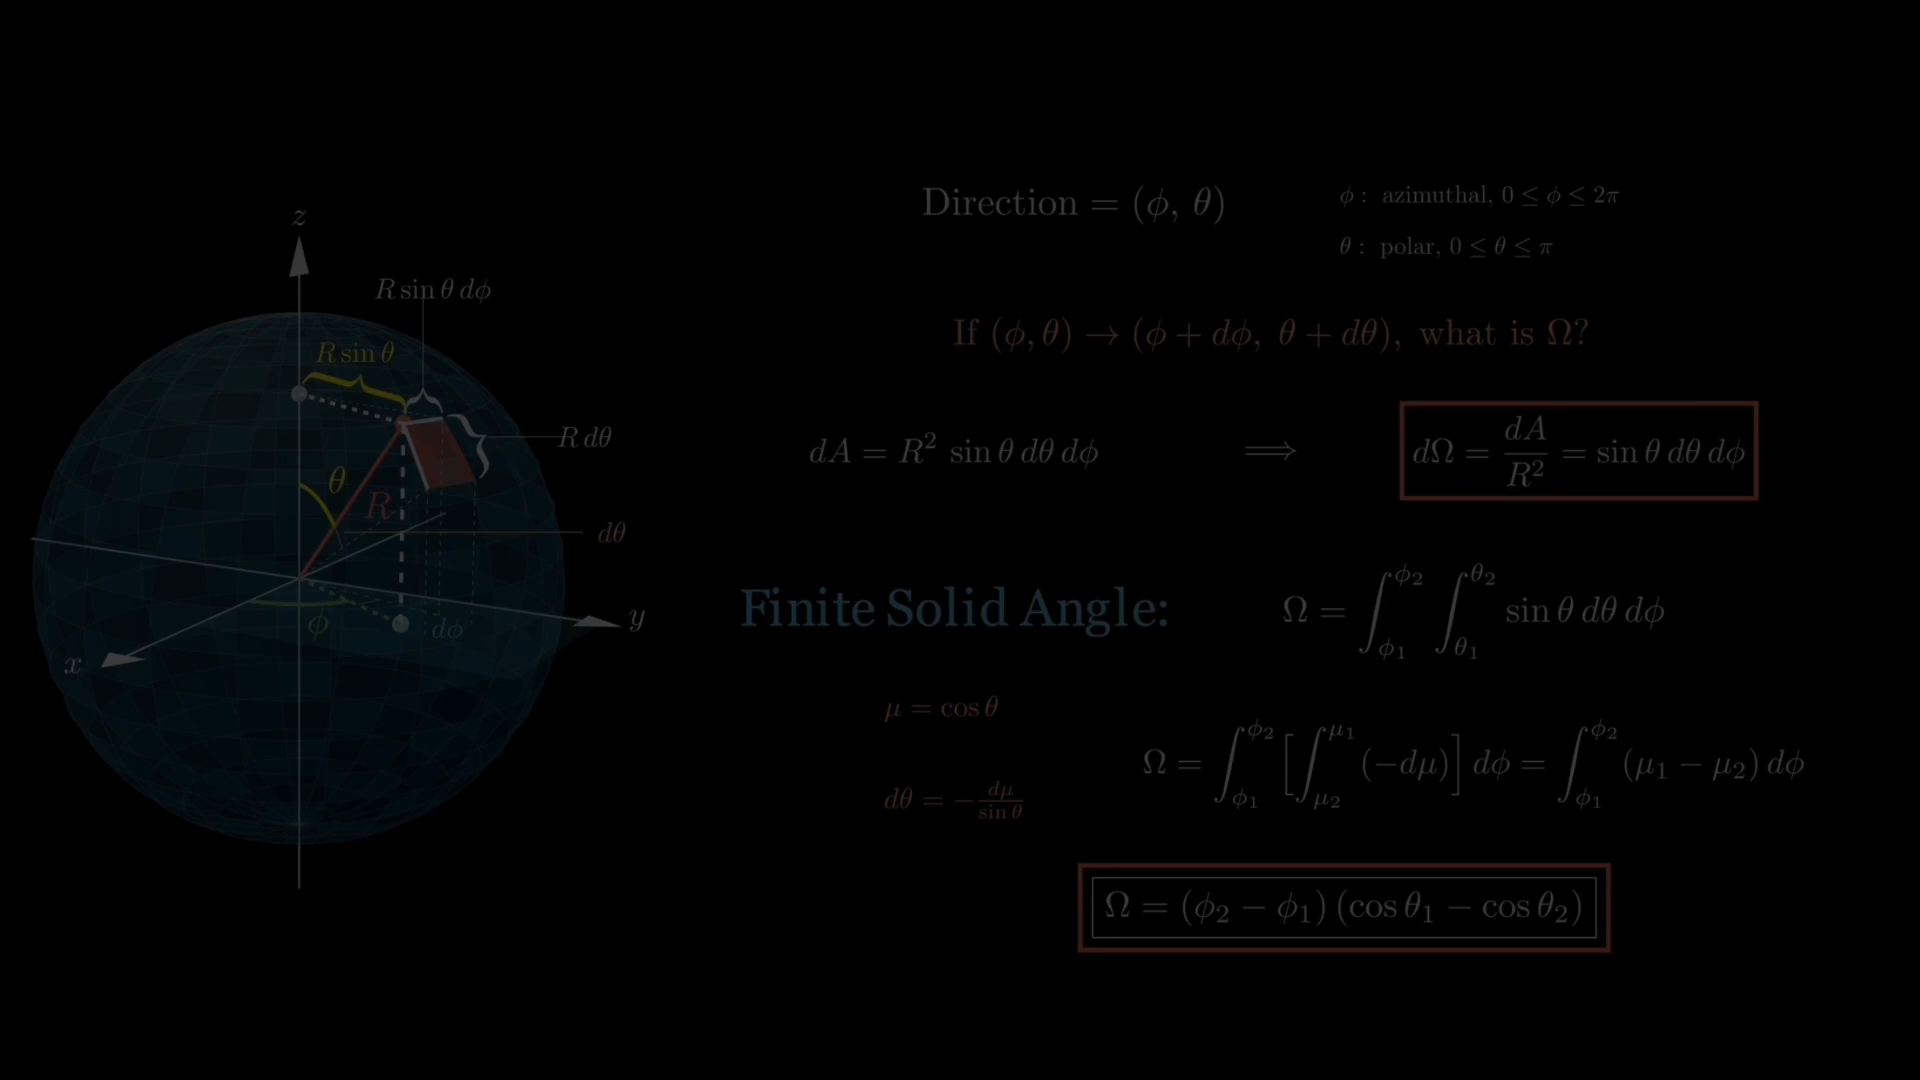 Direction = (ϕ, θ)
ϕ : azimuthal, 0 ≤ ϕ ≤ 2π
θ : polar, 0 ≤ θ ≤ π
If (ϕ, θ) → (ϕ + dϕ, θ + dθ), what is Ω?
dA = R² sin θ dθ dϕ ⟹ dΩ = dA/R² = sin θ dθ dϕ
Finite Solid Angle: Ω = ∫_{ϕ₁}^{ϕ₂} ∫_{θ₁}^{θ₂} sin θ dθ dϕ
μ = cos θ
dθ = −dμ/sin θ
Ω = ∫_{ϕ₁}^{ϕ₂} [∫_{μ₂}^{μ₁} (−dμ)] dϕ = ∫_{ϕ₁}^{ϕ₂} (μ₁ − μ₂) dϕ
Ω = (ϕ₂ − ϕ₁) (cos θ₁ − cos θ₂)
z
R sin θ dϕ
R sin θ
R dθ
θ
R
dθ
ϕ
dϕ
y
x